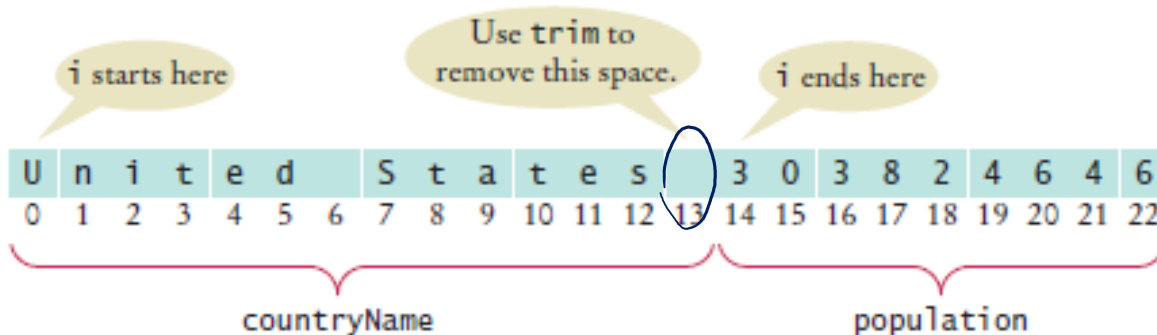 i starts here
Use trim to
remove this space.
i ends here
U n i t e d   S t a t e s   3 0 3 8 2 4 6 4 6
0 1 2 3 4 5 6 7 8 9 10 11 12 13 14 15 16 17 18 19 20 21 22
countryName population